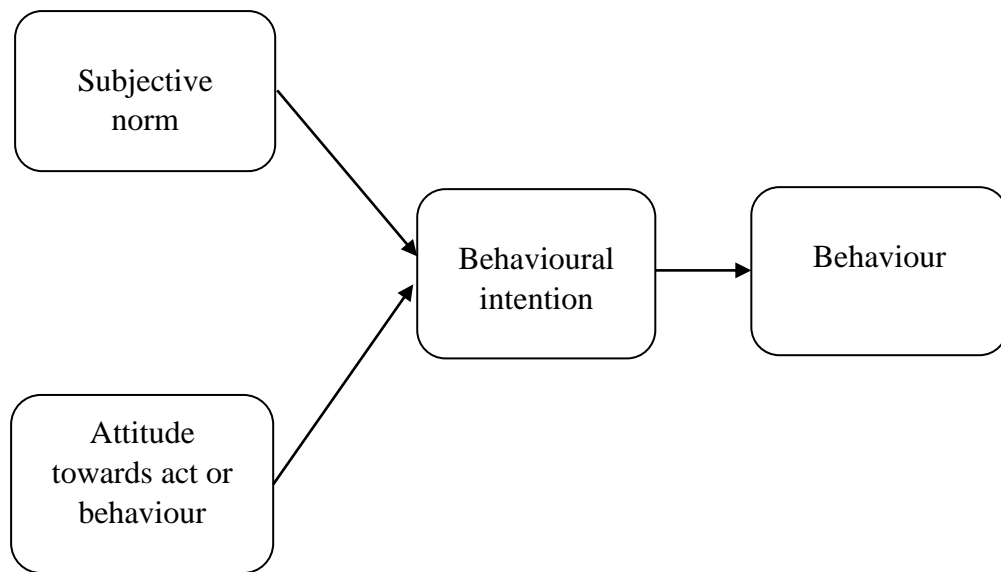 Subjective
norm
Behavioural
intention
Behaviour
Attitude
towards act or
behaviour